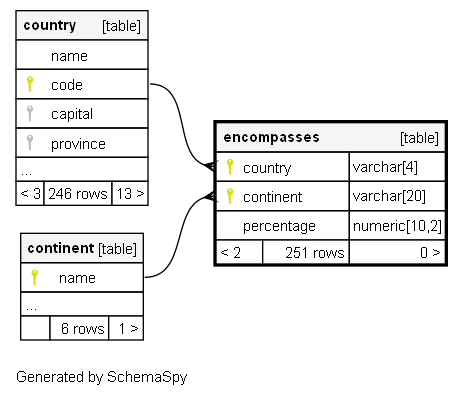 country [table]
name
code
capital
province
...
< 3 246 rows 13 >
encompasses [table]
country varchar[4]
continent varchar[20]
percentage numeric[10,2]
< 2 251 rows 0 >
continent [table]
name
...
6 rows 1 >
Generated by SchemaSpy